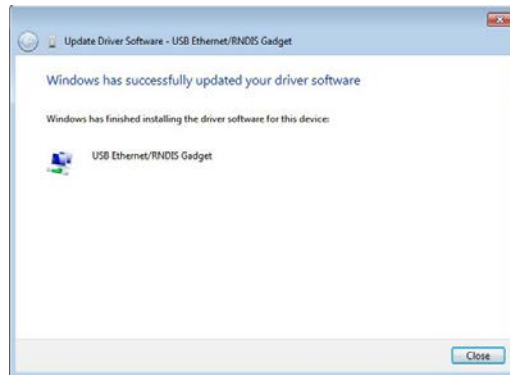 Update Driver Software - USB Ethernet/RNDIS Gadget
Windows has successfully updated your driver software
Windows has finished installing the driver software for this device:
USB Ethernet/RNDIS Gadget
Close